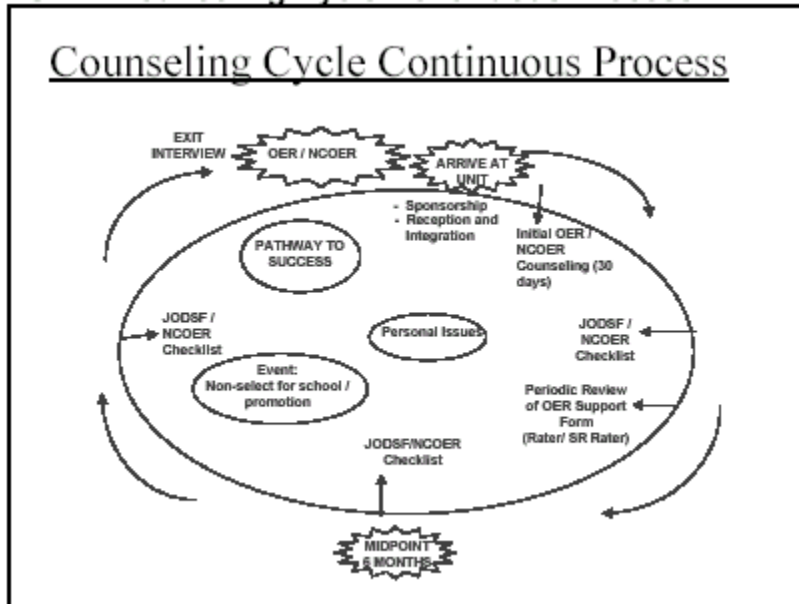 Counseling Cycle Continuous Process
EXIT
INTERVIEW
OER / NCOER
ARRIVE AT
UNIT
- Sponsorship
- Reception and
Integration
Initial OER /
NCOER
Counseling (30
days)
PATHWAY TO
SUCCESS
JODSF /
NCOER
Checklist
Personal Issues
JODSF /
NCOER
Checklist
Event:
Non-select for school /
promotion
Periodic Review
of OER Support
Form
(Rater/ SR Rater)
JODSF/NCOER
Checklist
MIDPOINT
6 MONTHS